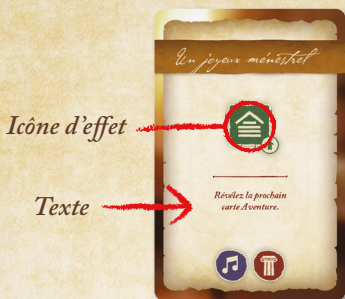 Un joyeux ménestrel
Icône d'effet
Texte
Révélez la prochain
carte Aventure.